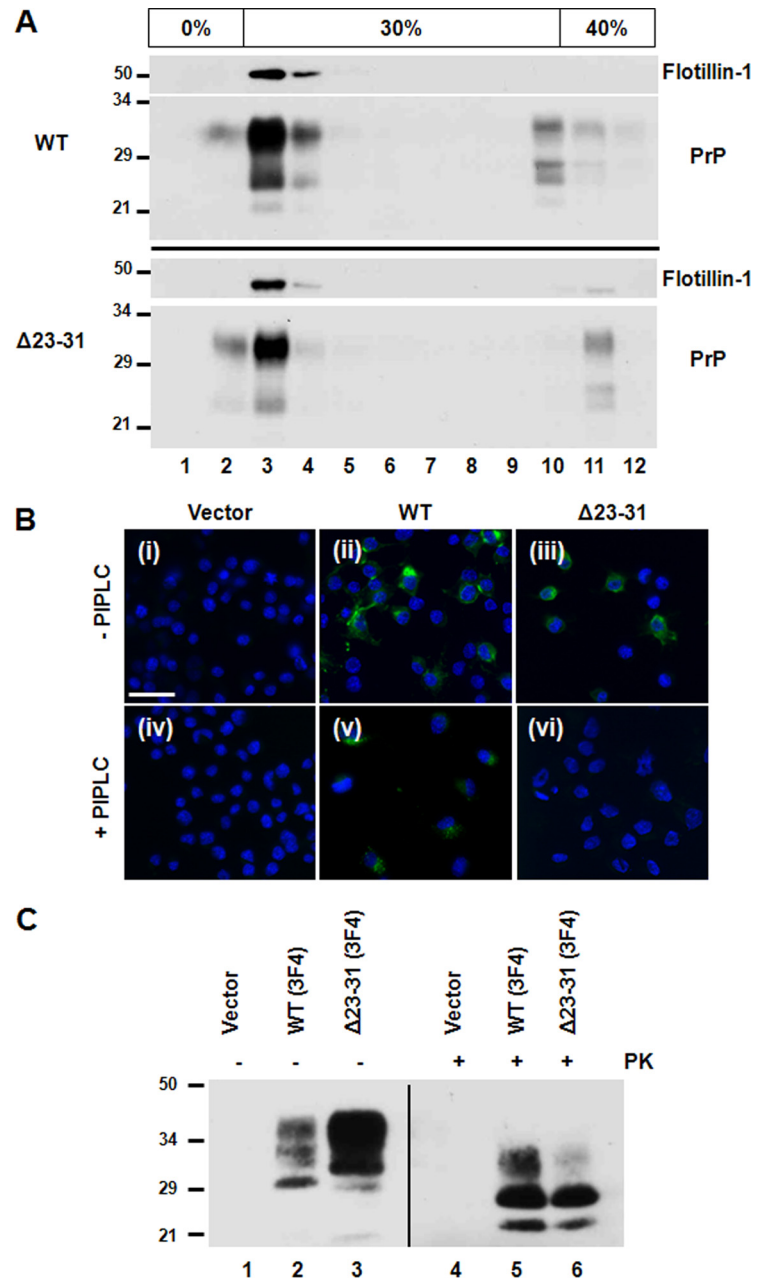 A
0% 30% 40%
50 Flotillin-1
34
WT
29 PrP
21
50 Flotillin-1
34
Δ23-31
29 PrP
21
1 2 3 4 5 6 7 8 9 10 11 12
B
Vector WT Δ23-31
- PIPLC
(i) (ii) (iii)
+ PIPLC
(iv) (v) (vi)
C
Vector WT (3F4) Δ23-31 (3F4) Vector WT (3F4) Δ23-31 (3F4)
- - - + + + PK
50
34
29
21
1 2 3 4 5 6